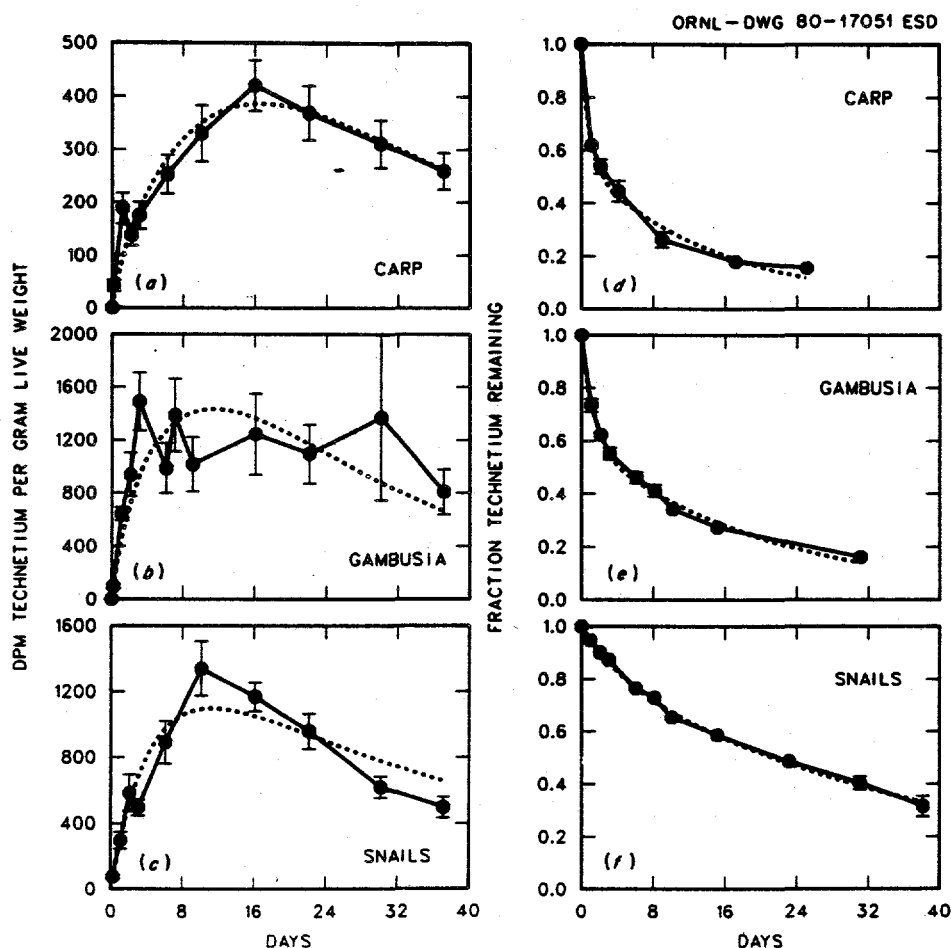 ORNL-DWG 80-17051 ESD
DPM TECHNETIUM PER GRAM LIVE WEIGHT
500
400
300
200
100
0
(a)
CARP
2000
1600
1200
800
400
0
(b)
GAMBUSIA
1600
1200
800
400
0
(c)
SNAILS
0 8 16 24 32 40
DAYS
FRACTION TECHNETIUM REMAINING
1.0
0.8
0.6
0.4
0.2
0.0
CARP
(d)
1.0
0.8
0.6
0.4
0.2
0.0
GAMBUSIA
(e)
1.0
0.8
0.6
0.4
0.2
0.0
SNAILS
(f)
0 8 16 24 32 40
DAYS